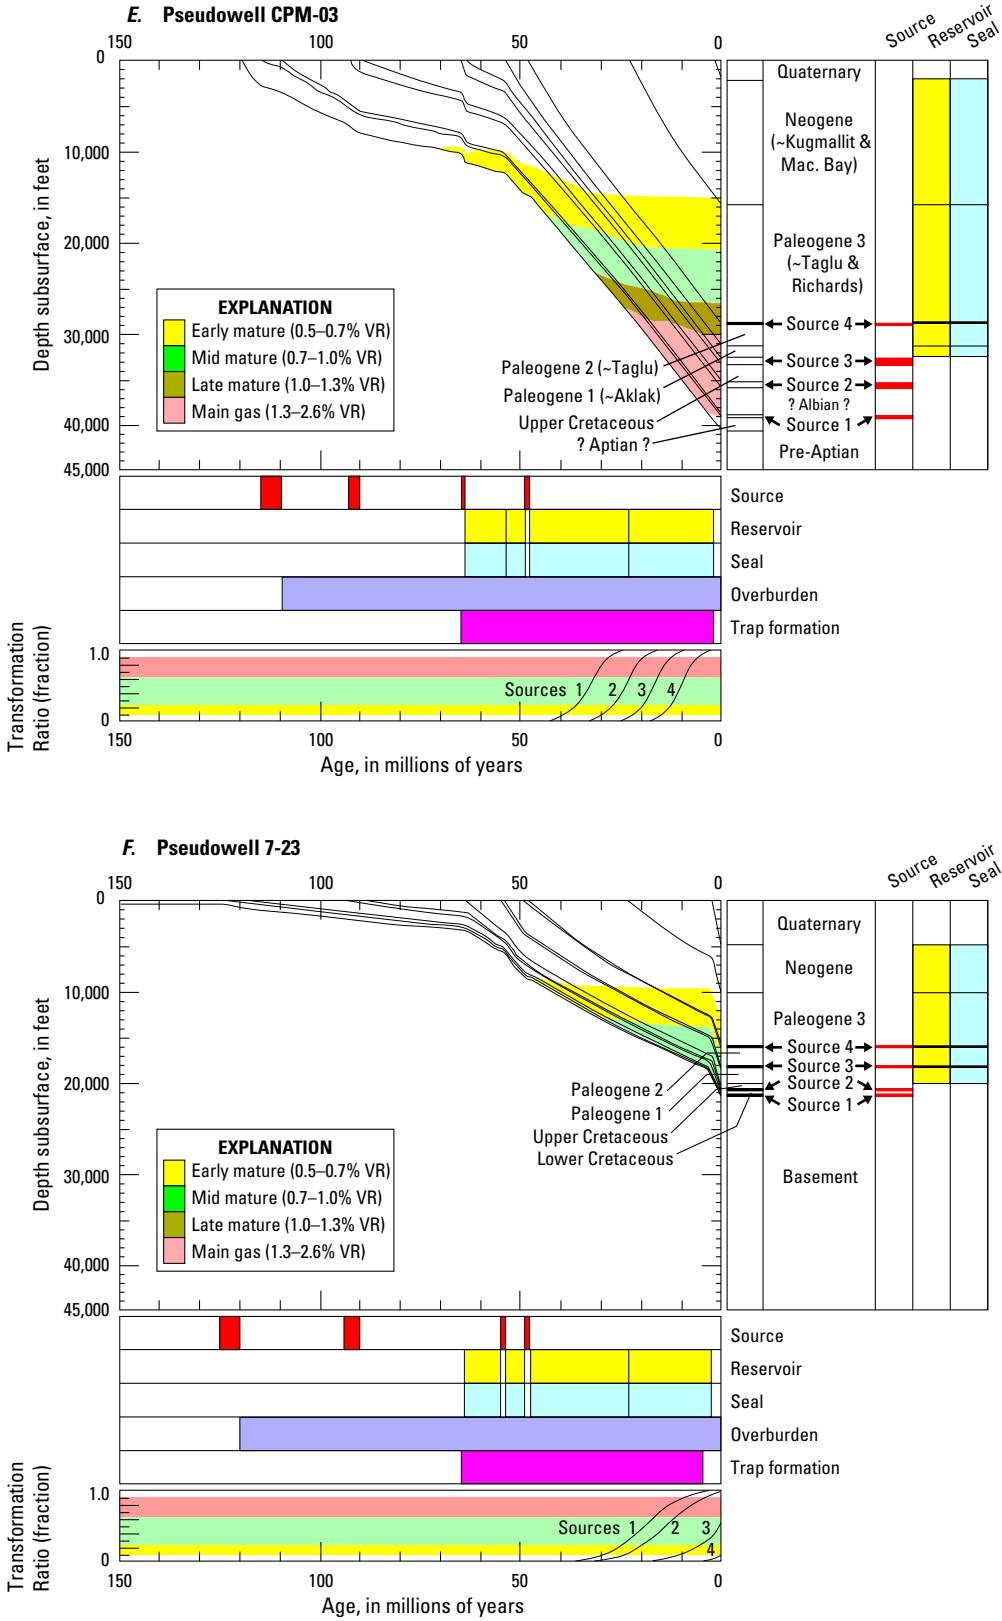 E. Pseudowell CPM-03
150
100
50
0
Source
Reservoir
Seal
0
10,000
20,000
30,000
40,000
45,000
Depth subsurface, in feet
EXPLANATION
Early mature (0.5–0.7% VR)
Mid mature (0.7–1.0% VR)
Late mature (1.0–1.3% VR)
Main gas (1.3–2.6% VR)
Paleogene 2 (~Taglu)
Paleogene 1 (~Aklak)
Upper Cretaceous
? Aptian ?
Quaternary
Neogene
(~Kugmallit &
Mac. Bay)
Paleogene 3
(~Taglu &
Richards)
Source 4
Source 3
Source 2
? Albian ?
Source 1
Pre-Aptian
Source
Reservoir
Seal
Overburden
Trap formation
Transformation
Ratio (fraction)
1.0
0
Sources 1 2 3 4
150
100
50
0
Age, in millions of years
F. Pseudowell 7-23
150
100
50
0
Source
Reservoir
Seal
0
10,000
20,000
30,000
40,000
45,000
Depth subsurface, in feet
EXPLANATION
Early mature (0.5–0.7% VR)
Mid mature (0.7–1.0% VR)
Late mature (1.0–1.3% VR)
Main gas (1.3–2.6% VR)
Paleogene 2
Paleogene 1
Upper Cretaceous
Lower Cretaceous
Quaternary
Neogene
Paleogene 3
Source 4
Source 3
Source 2
Source 1
Basement
Source
Reservoir
Seal
Overburden
Trap formation
Transformation
Ratio (fraction)
1.0
0
Sources 1 2 3
4
150
100
50
0
Age, in millions of years